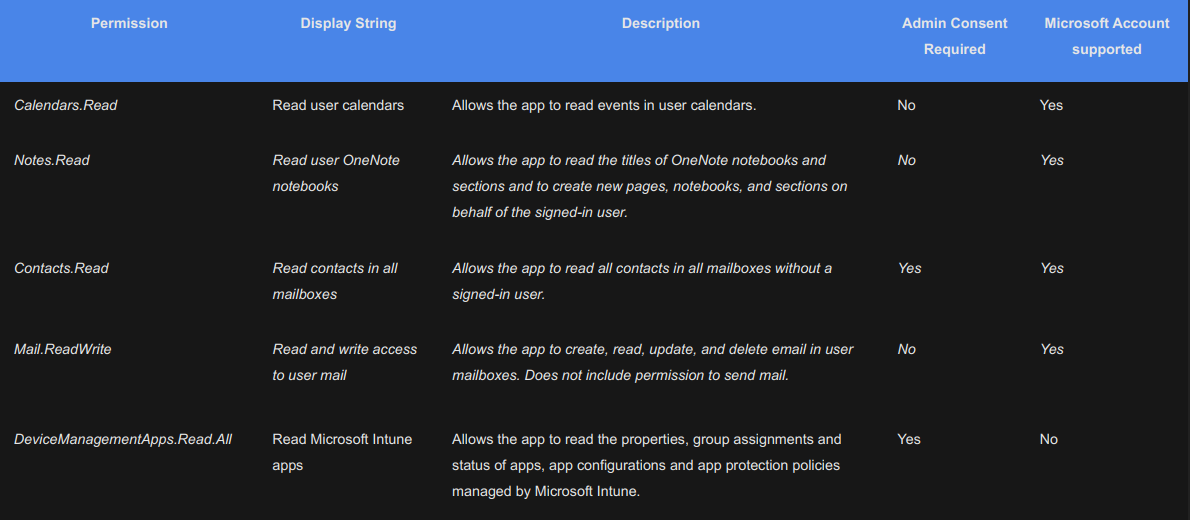 Permission
Display String
Description
Admin Consent
Required
Microsoft Account
supported
Calendars.Read
Read user calendars
Allows the app to read events in user calendars.
No
Yes
Notes.Read
Read user OneNote
notebooks
Allows the app to read the titles of OneNote notebooks and
sections and to create new pages, notebooks, and sections on
behalf of the signed-in user.
No
Yes
Contacts.Read
Read contacts in all
mailboxes
Allows the app to read all contacts in all mailboxes without a
signed-in user.
Yes
Yes
Mail.ReadWrite
Read and write access
to user mail
Allows the app to create, read, update, and delete email in user
mailboxes. Does not include permission to send mail.
No
Yes
DeviceManagementApps.Read.All
Read Microsoft Intune
apps
Allows the app to read the properties, group assignments and
status of apps, app configurations and app protection policies
managed by Microsoft Intune.
Yes
No